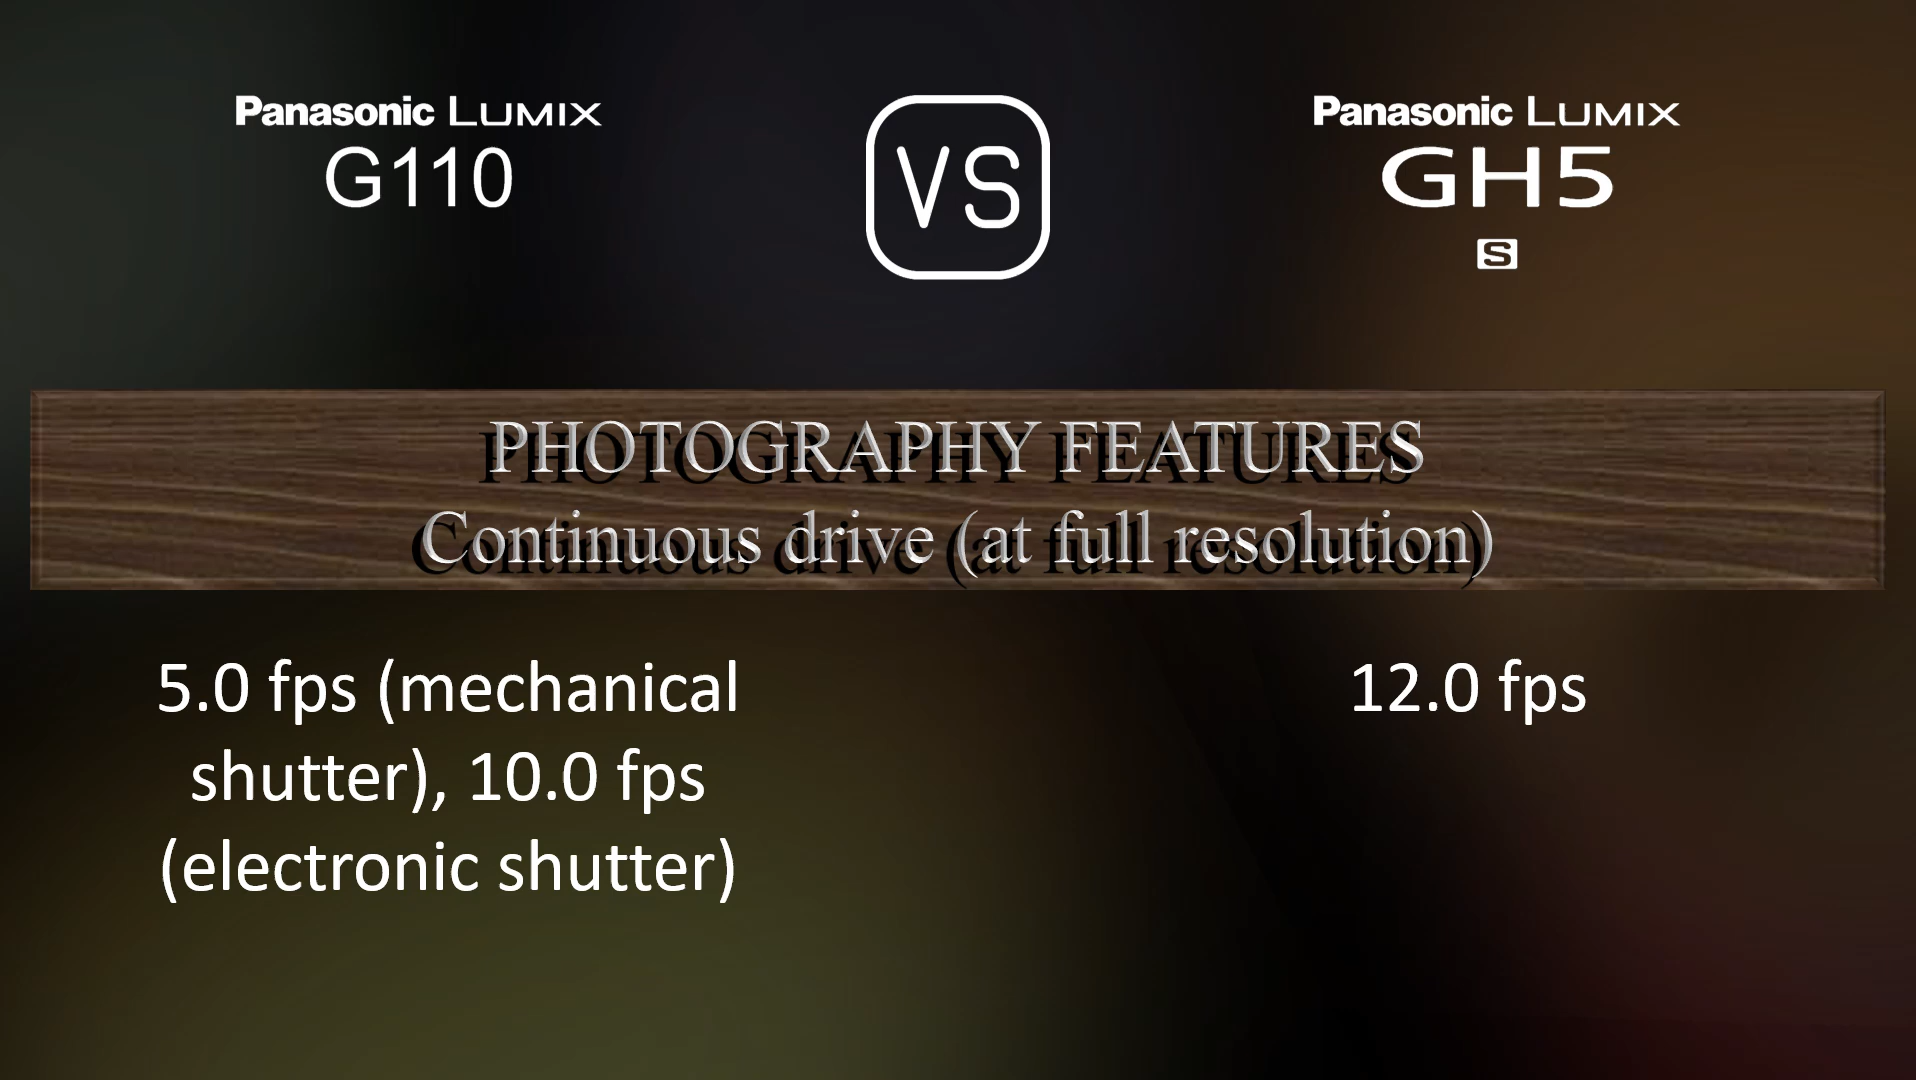 Panasonic LUMIX
G110
VS
Panasonic LUMIX
GH5
S
PHOTOGRAPHY FEATURES
Continuous drive (at full resolution)
5.0 fps (mechanical
shutter), 10.0 fps
(electronic shutter)
12.0 fps